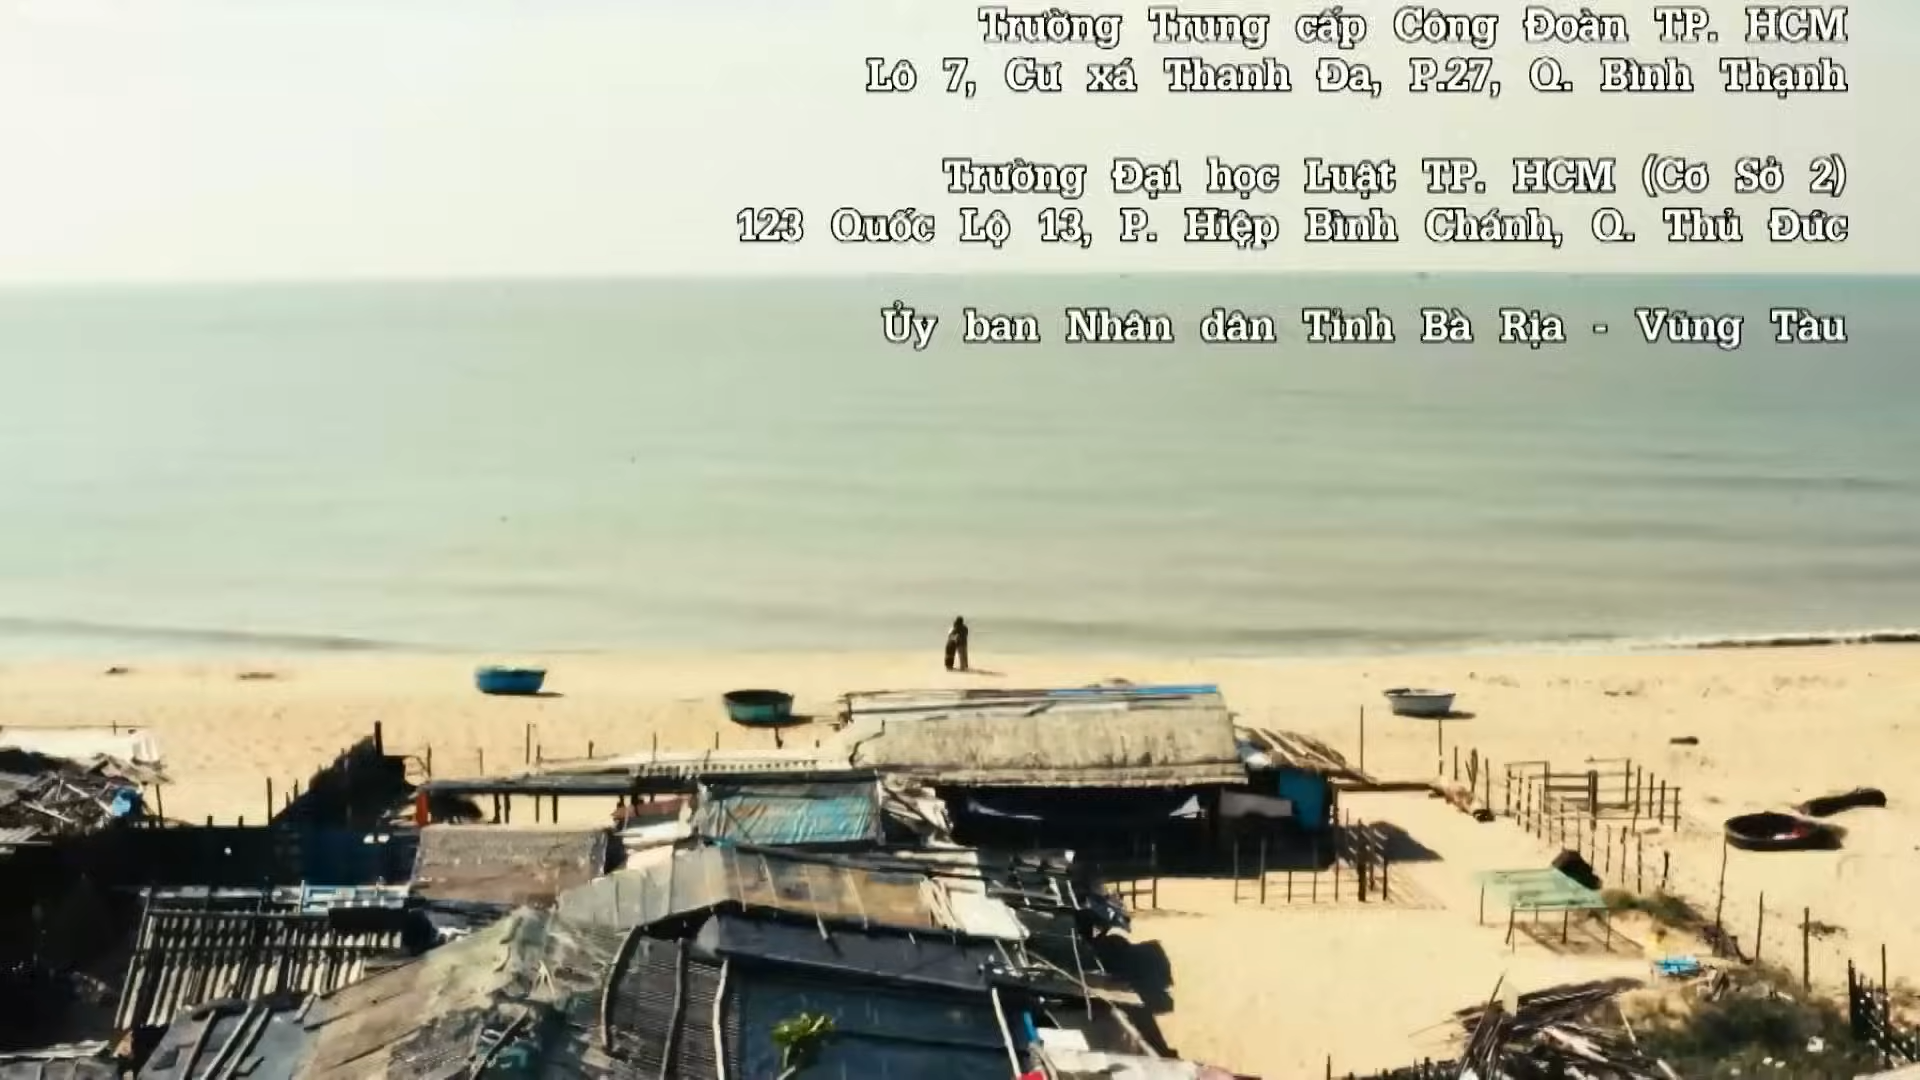 Trường Trung cấp Công Đoàn TP. HCM
Lô 7, Cư xá Thanh Đa, P.27, Q. Bình Thạnh
Trường Đại học Luật TP. HCM (Cơ Sở 2)
123 Quốc Lộ 13, P. Hiệp Bình Chánh, Q. Thủ Đức
Ủy ban Nhân dân Tỉnh Bà Rịa - Vũng Tàu